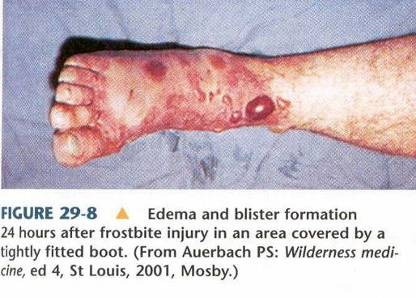 FIGURE 29-8 ▲ Edema and blister formation
24 hours after frostbite injury in an area covered by a
tightly fitted boot. (From Auerbach PS: Wilderness medi-
cine, ed 4, St Louis, 2001, Mosby.)